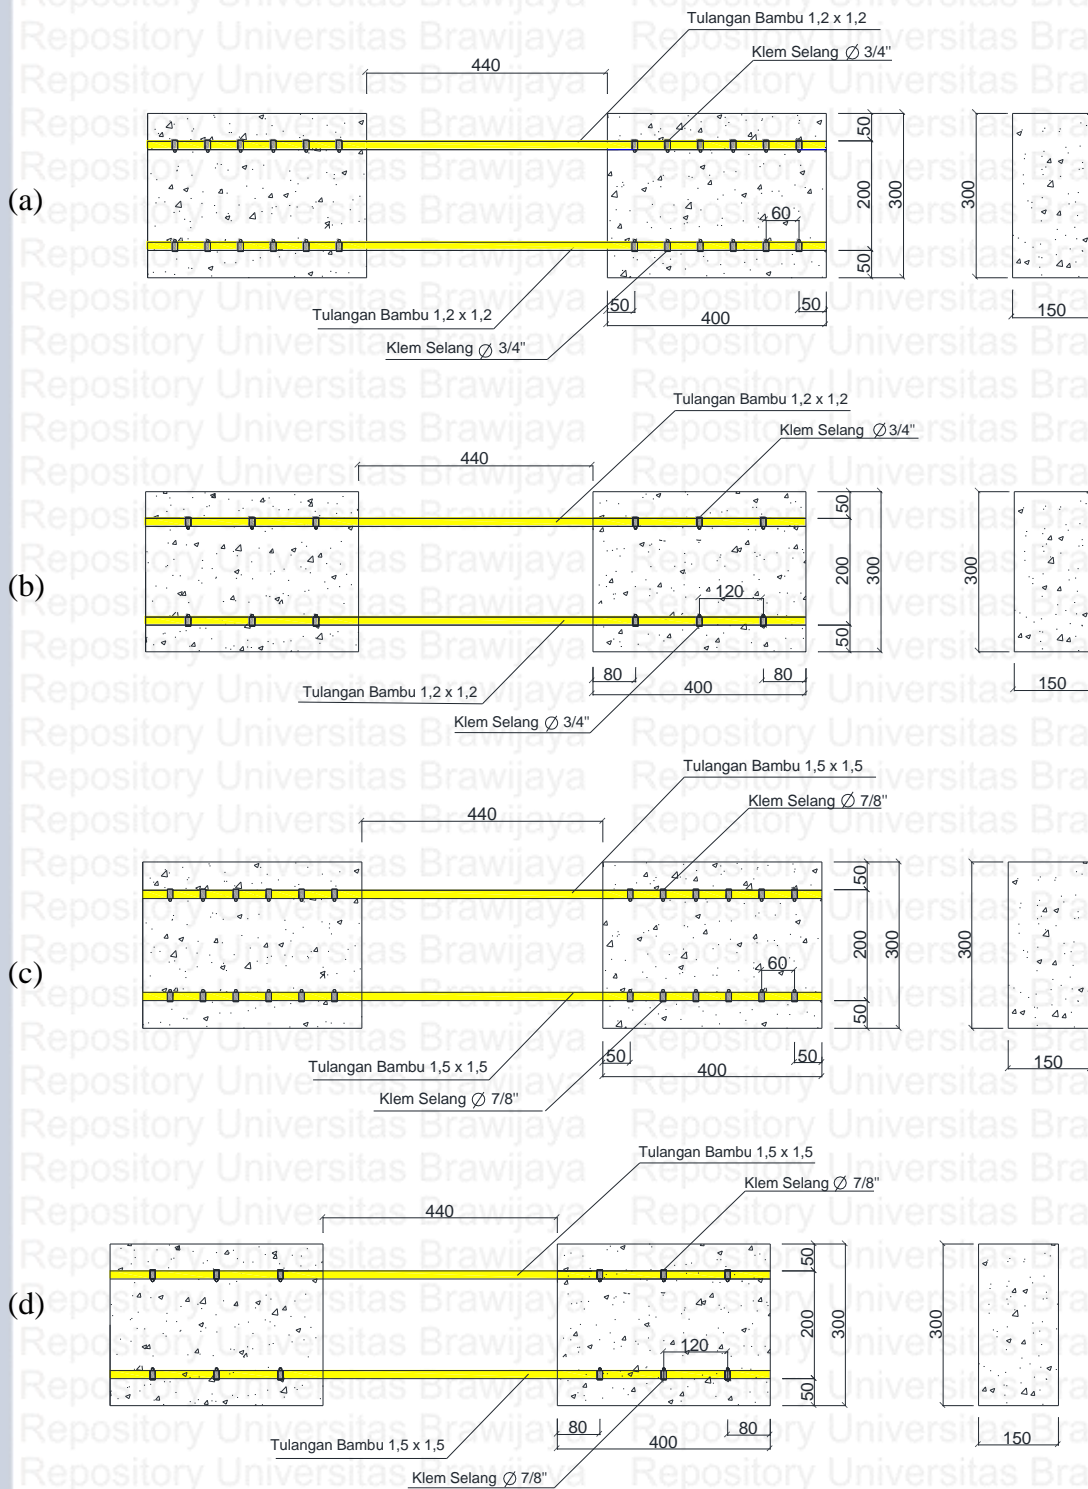 Tulangan Bambu 1,2 x 1,2
Klem Selang ∅ 3/4"
440
50
200
300
300
60
(a)
50
Tulangan Bambu 1,2 x 1,2
50
50
400
150
Klem Selang ∅ 3/4"
Tulangan Bambu 1,2 x 1,2
Klem Selang ∅ 3/4"
440
50
200
300
300
120
(b)
50
80
80
400
150
Tulangan Bambu 1,2 x 1,2
Klem Selang ∅ 3/4"
Tulangan Bambu 1,5 x 1,5
Klem Selang ∅ 7/8"
440
50
200
300
300
60
(c)
50
50
50
400
150
Tulangan Bambu 1,5 x 1,5
Klem Selang ∅ 7/8"
Tulangan Bambu 1,5 x 1,5
Klem Selang ∅ 7/8"
440
50
200
300
300
(d)
120
50
80
80
400
150
Tulangan Bambu 1,5 x 1,5
Klem Selang ∅ 7/8"
Repository Universitas Brawijaya